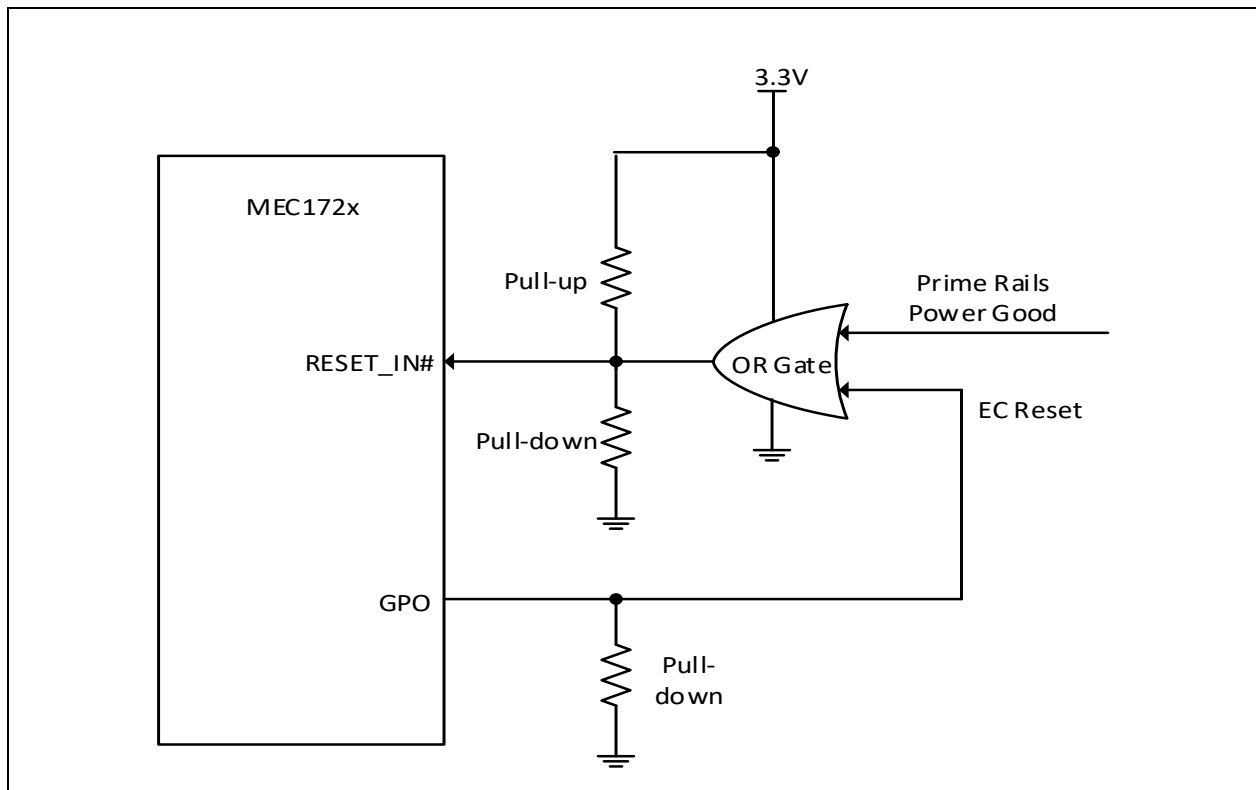 3.3V
MEC172x
Pull-up
Prime Rails
Power Good
RESET_IN#
OR Gate
EC Reset
Pull-down
GPO
Pull-
down